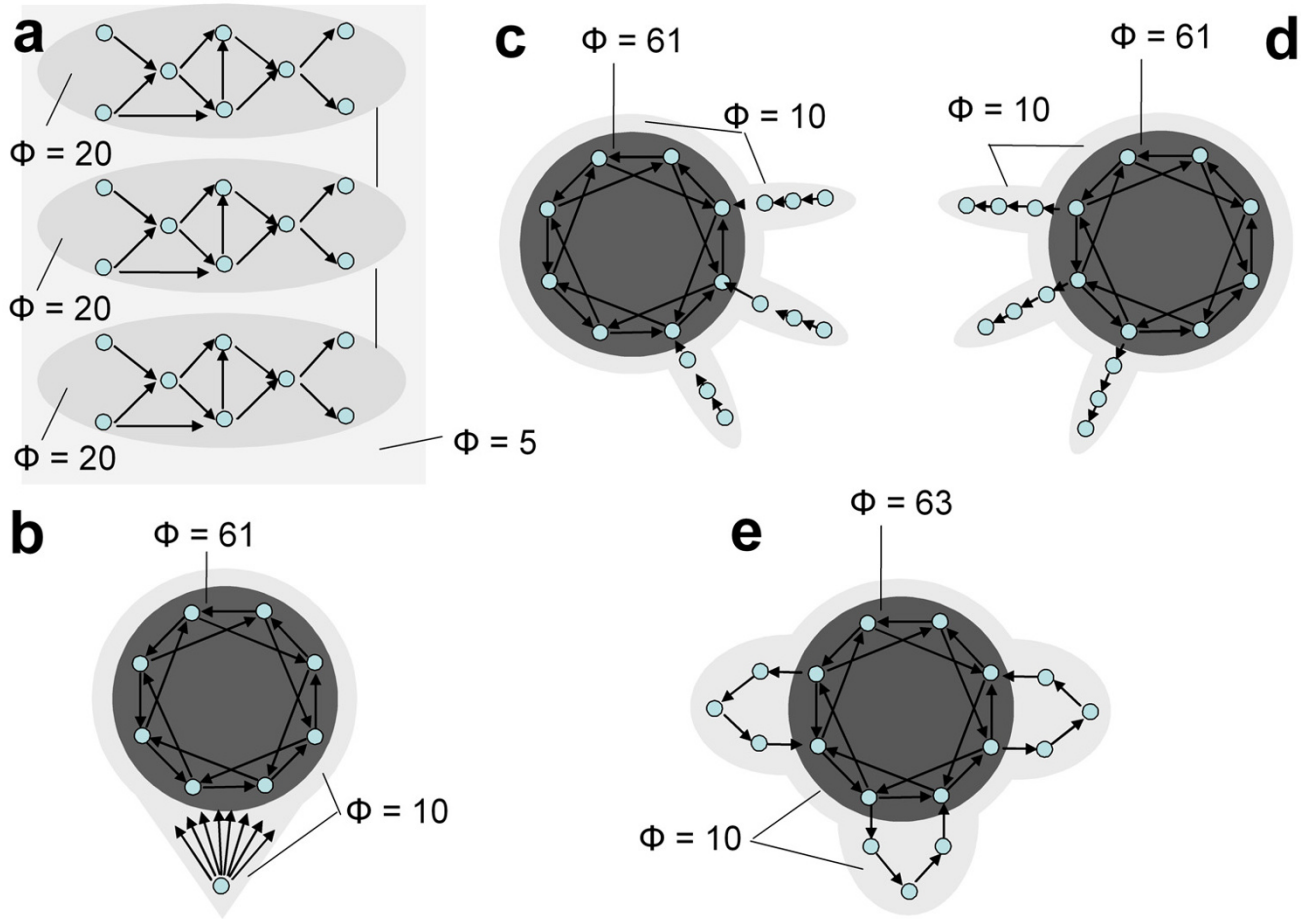 a
Φ = 20
Φ = 20
Φ = 20
Φ = 5
b
Φ = 61
Φ = 10
c
Φ = 61
Φ = 10
d
Φ = 61
Φ = 10
e
Φ = 63
Φ = 10